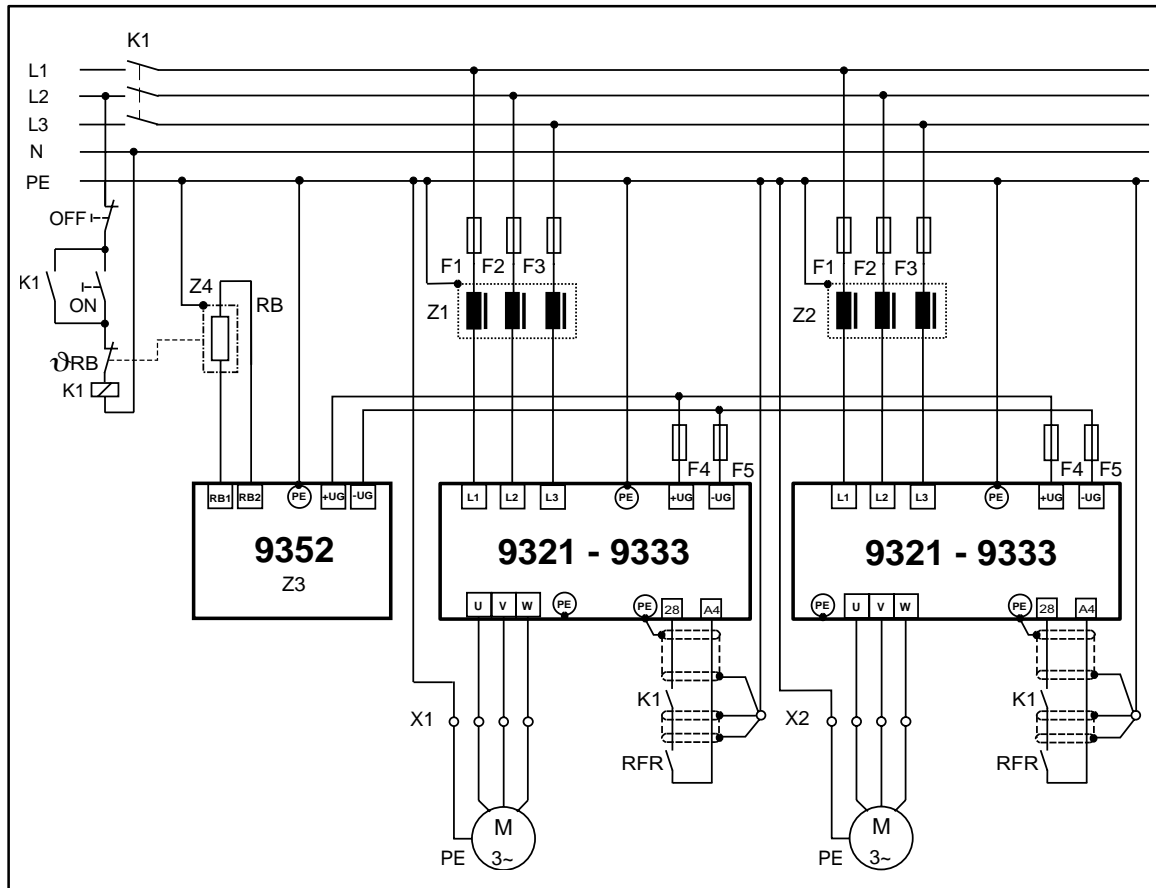 K1
L1
L2
L3
N
PE
OFF
K1
ON
Z4
RB
F1 F2 F3
Z1
F1 F2 F3
Z2
ϑRB
K1
F4 F5
F4 F5
RB1 RB2 PE +UG -UG
L1 L2 L3 PE +UG -UG
L1 L2 L3 PE +UG -UG
9352
Z3
9321 - 9333
9321 - 9333
U V W PE PE 28 A4
PE U V W PE 28 A4
K1
K1
X1
X2
RFR
RFR
M
3~
PE
M
3~
PE